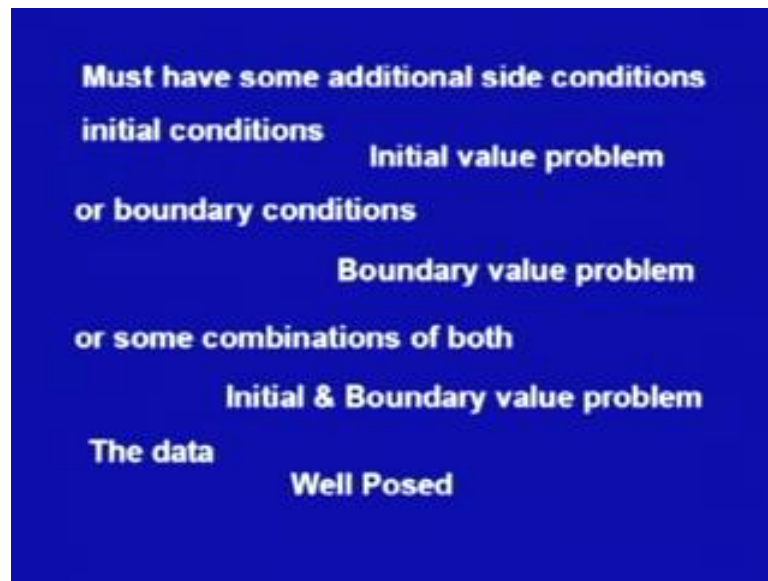 Must have some additional side conditions
initial conditions
Initial value problem
or boundary conditions
Boundary value problem
or some combinations of both
Initial & Boundary value problem
The data
Well Posed